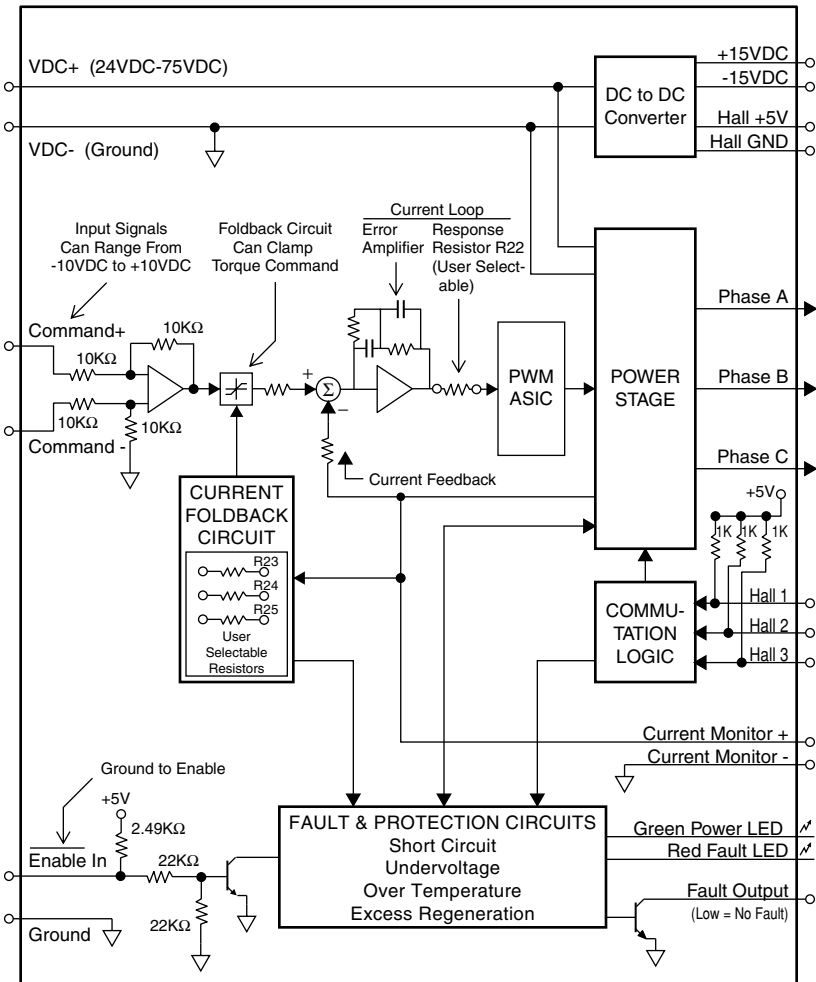 VDC+ (24VDC-75VDC)
VDC- (Ground)
DC to DC
Converter
+15VDC
-15VDC
Hall +5V
Hall GND
Input Signals
Can Range From
-10VDC to +10VDC
Foldback Circuit
Can Clamp
Torque Command
Current Loop
Error
Amplifier
Response
Resistor R22
(User Select-
able)
Command+
10KΩ
10KΩ
10KΩ
10KΩ
Command -
+
Σ
−
PWM
ASIC
POWER
STAGE
Phase A
Phase B
Phase C
Current Feedback
CURRENT
FOLDBACK
CIRCUIT
R23
R24
R25
User
Selectable
Resistors
+5V
1K
1K
1K
COMMU-
TATION
LOGIC
Hall 1
Hall 2
Hall 3
Current Monitor +
Current Monitor -
Ground to Enable
+5V
2.49KΩ
Enable In
22KΩ
22KΩ
Ground
FAULT & PROTECTION CIRCUITS
Short Circuit
Undervoltage
Over Temperature
Excess Regeneration
Green Power LED
Red Fault LED
Fault Output
(Low = No Fault)